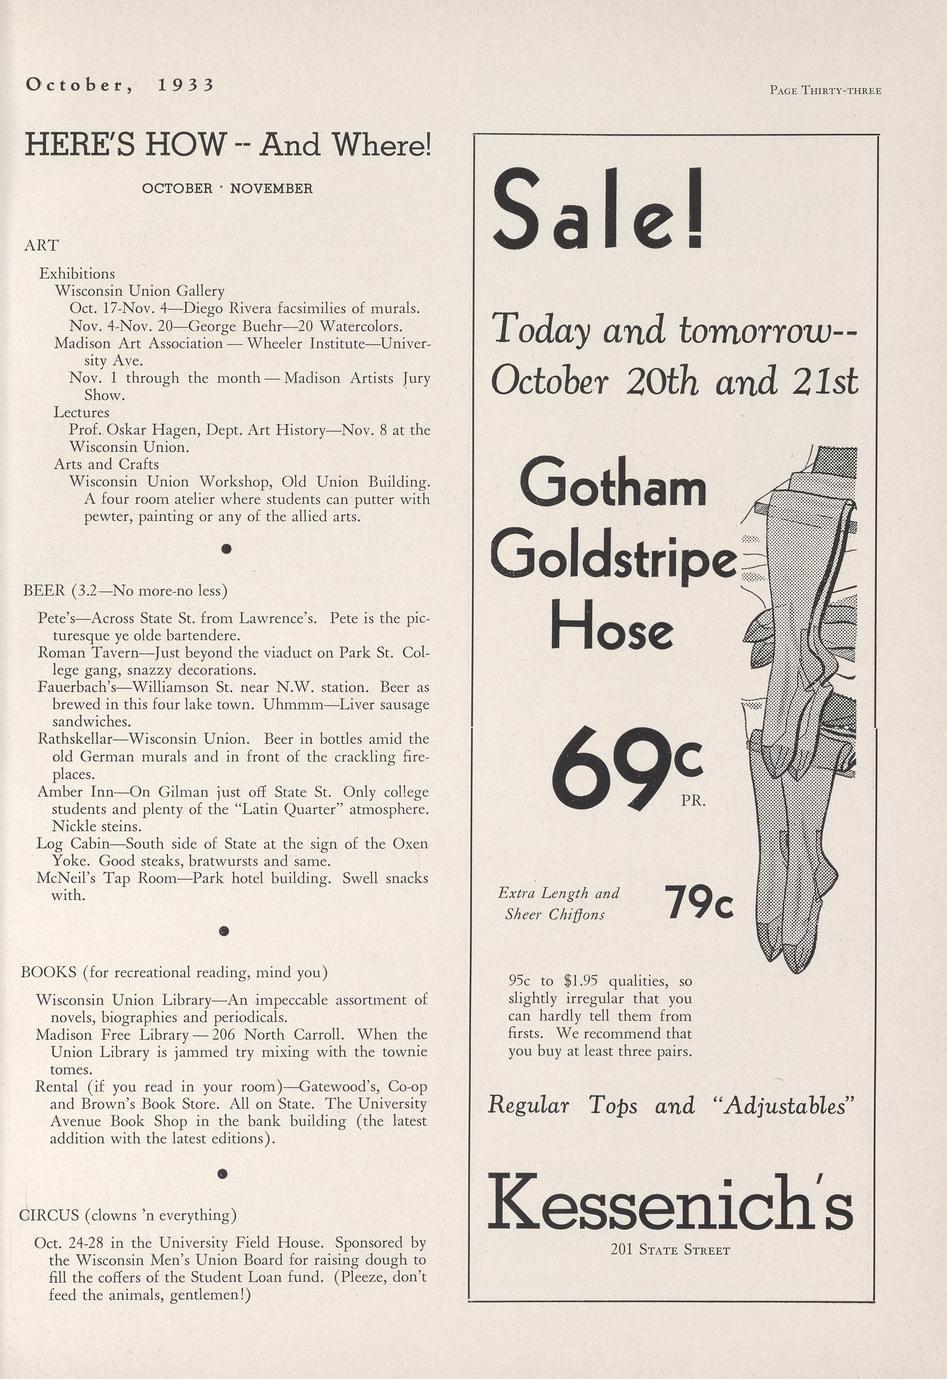 October, 1933
PAGE THIRTY-THREE
HERE'S HOW -- And Where!
OCTOBER · NOVEMBER
ART
Exhibitions
Wisconsin Union Gallery
Oct. 17-Nov. 4—Diego Rivera facsimilies of murals.
Nov. 4-Nov. 20—George Buehr—20 Watercolors.
Madison Art Association — Wheeler Institute—Univer-
sity Ave.
Nov. 1 through the month — Madison Artists Jury
Show.
Lectures
Prof. Oskar Hagen, Dept. Art History—Nov. 8 at the
Wisconsin Union.
Arts and Crafts
Wisconsin Union Workshop, Old Union Building.
A four room atelier where students can putter with
pewter, painting or any of the allied arts.
BEER (3.2—No more-no less)
Pete's—Across State St. from Lawrence's. Pete is the pic-
turesque ye olde bartendere.
Roman Tavern—Just beyond the viaduct on Park St. Col-
lege gang, snazzy decorations.
Fauerbach's—Williamson St. near N.W. station. Beer as
brewed in this four lake town. Uhmmm—Liver sausage
sandwiches.
Rathskellar—Wisconsin Union. Beer in bottles amid the
old German murals and in front of the crackling fire-
places.
Amber Inn—On Gilman just off State St. Only college
students and plenty of the "Latin Quarter" atmosphere.
Nickle steins.
Log Cabin—South side of State at the sign of the Oxen
Yoke. Good steaks, bratwursts and same.
McNeil's Tap Room—Park hotel building. Swell snacks
with.
BOOKS (for recreational reading, mind you)
Wisconsin Union Library—An impeccable assortment of
novels, biographies and periodicals.
Madison Free Library — 206 North Carroll. When the
Union Library is jammed try mixing with the townie
tomes.
Rental (if you read in your room)—Gatewood's, Co-op
and Brown's Book Store. All on State. The University
Avenue Book Shop in the bank building (the latest
addition with the latest editions).
CIRCUS (clowns 'n everything)
Oct. 24-28 in the University Field House. Sponsored by
the Wisconsin Men's Union Board for raising dough to
fill the coffers of the Student Loan fund. (Pleeze, don't
feed the animals, gentlemen!)
Sale!
Today and tomorrow--
October 20th and 21st
Gotham
Goldstripe
Hose
69c
PR.
Extra Length and
Sheer Chiffons
79c
95c to $1.95 qualities, so
slightly irregular that you
can hardly tell them from
firsts. We recommend that
you buy at least three pairs.
Regular Tops and "Adjustables"
Kessenich's
201 STATE STREET